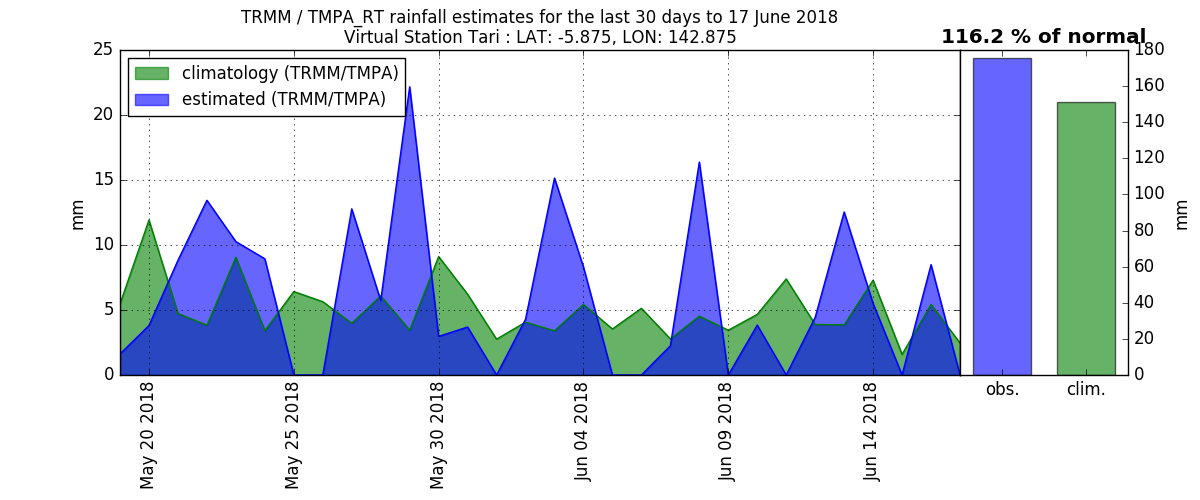 TRMM / TMPA_RT rainfall estimates for the last 30 days to 17 June 2018
Virtual Station Tari : LAT: -5.875, LON: 142.875
116.2 % of normal
climatology (TRMM/TMPA)
estimated (TRMM/TMPA)
25
20
15
10
5
0
mm
May 20 2018
May 25 2018
May 30 2018
Jun 04 2018
Jun 09 2018
Jun 14 2018
obs.
clim.
180
160
140
120
100
80
60
40
20
0
mm